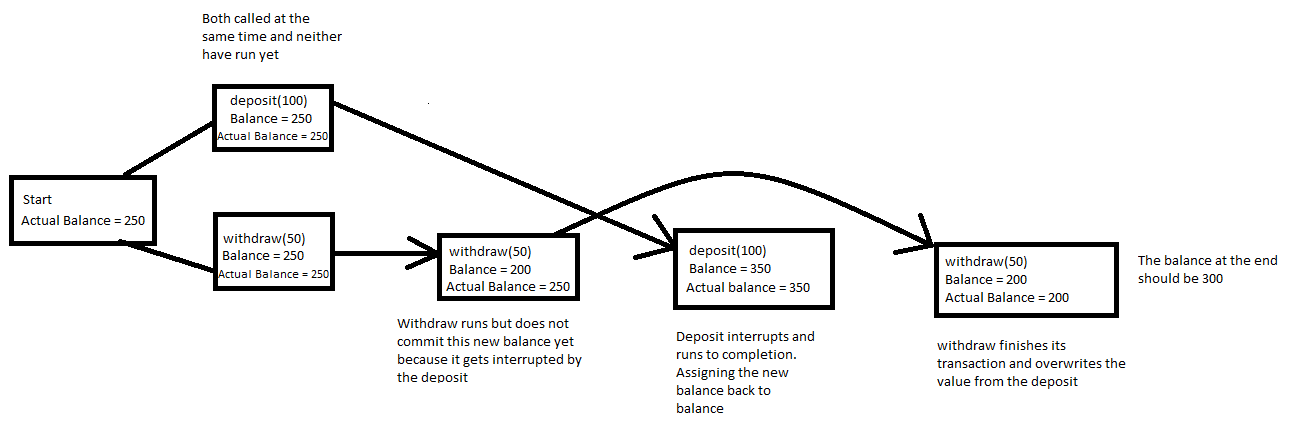 Both called at the
same time and neither
have run yet
deposit(100)
Balance = 250
Actual Balance = 250
Start
Actual Balance = 250
withdraw(50)
Balance = 250
Actual Balance = 250
withdraw(50)
Balance = 200
Actual Balance = 250
Withdraw runs but does not
commit this new balance yet
because it gets interrupted by
the deposit
deposit(100)
Balance = 350
Actual balance = 350
Deposit interrupts and
runs to completion.
Assigning the new
balance back to
balance
withdraw(50)
Balance = 200
Actual Balance = 200
withdraw finishes its
transaction and overwrites the
value from the deposit
The balance at the end
should be 300